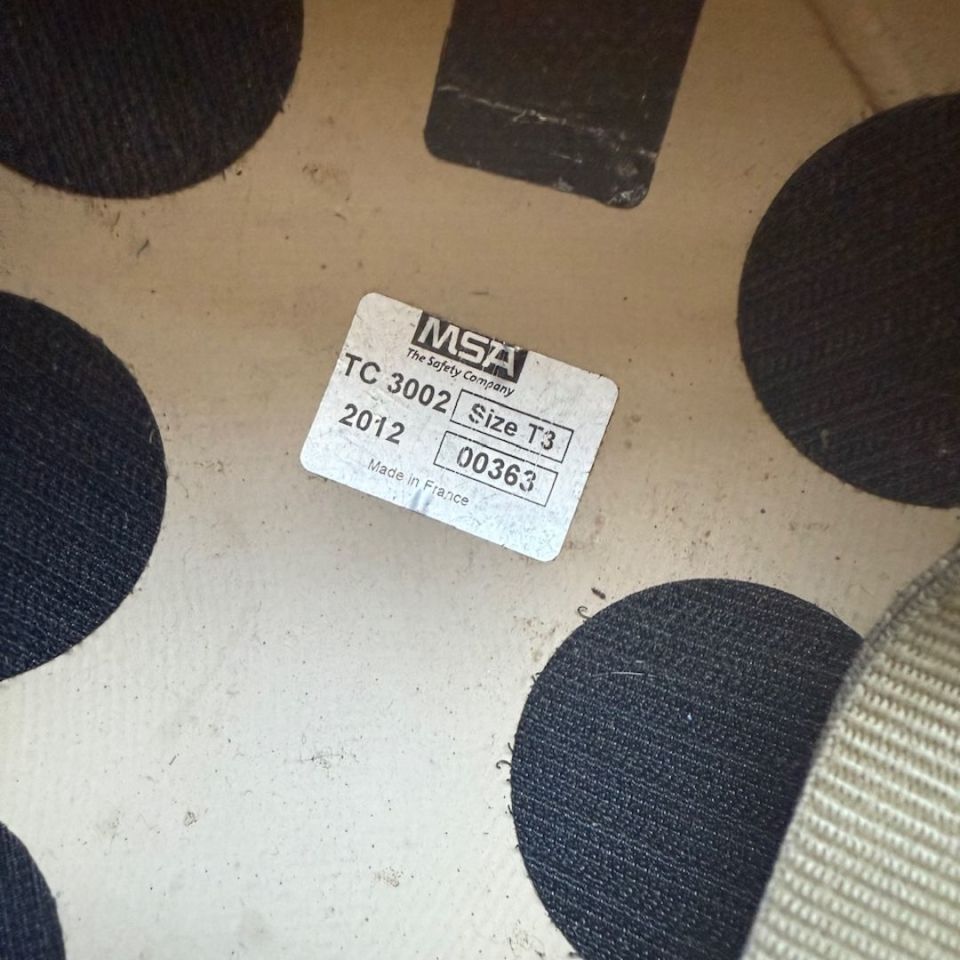 MSA
The Safety Company
TC 3002 Size T3
2012 00363
Made in France